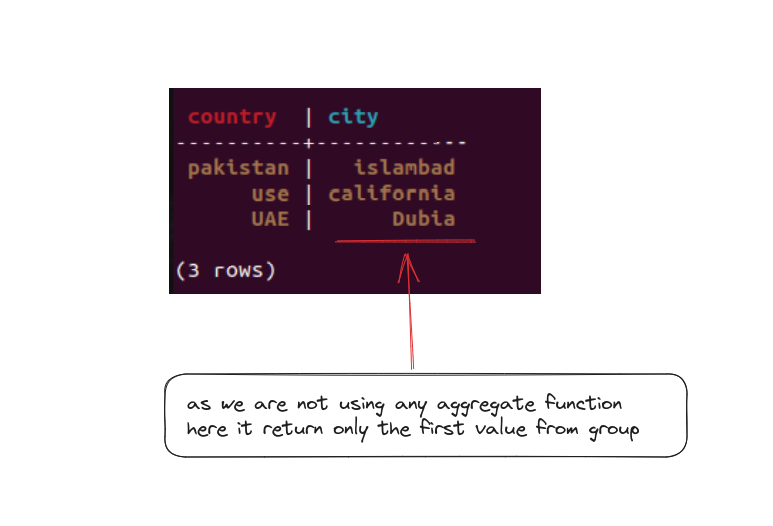 country | city
----------+------------
pakistan | islambad
use | california
UAE | Dubia
(3 rows)
as we are not using any aggregate function
here it return only the first value from group